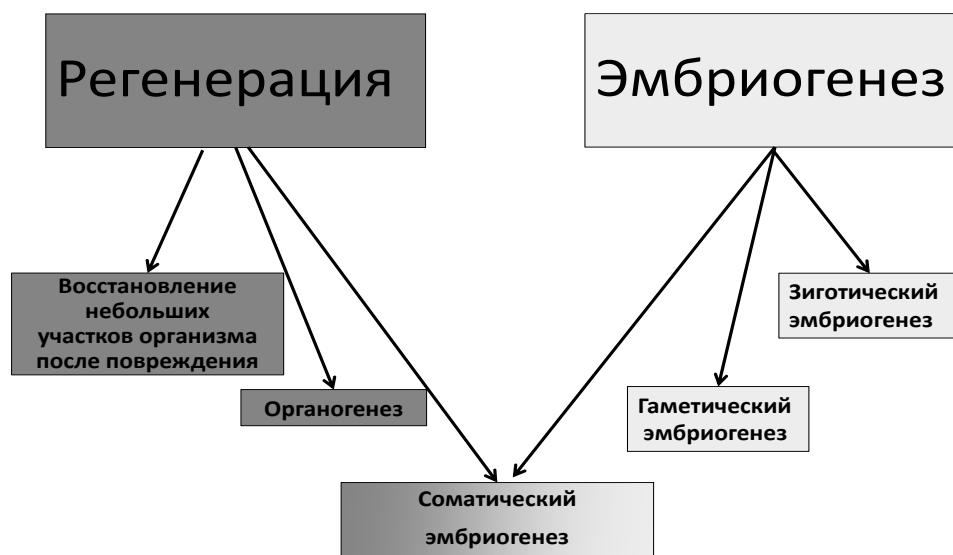 Регенерация
Эмбриогенез
Восстановление
небольших
участков организма
после повреждения
Органогенез
Зиготический
эмбриогенез
Гаметический
эмбриогенез
Соматический
эмбриогенез